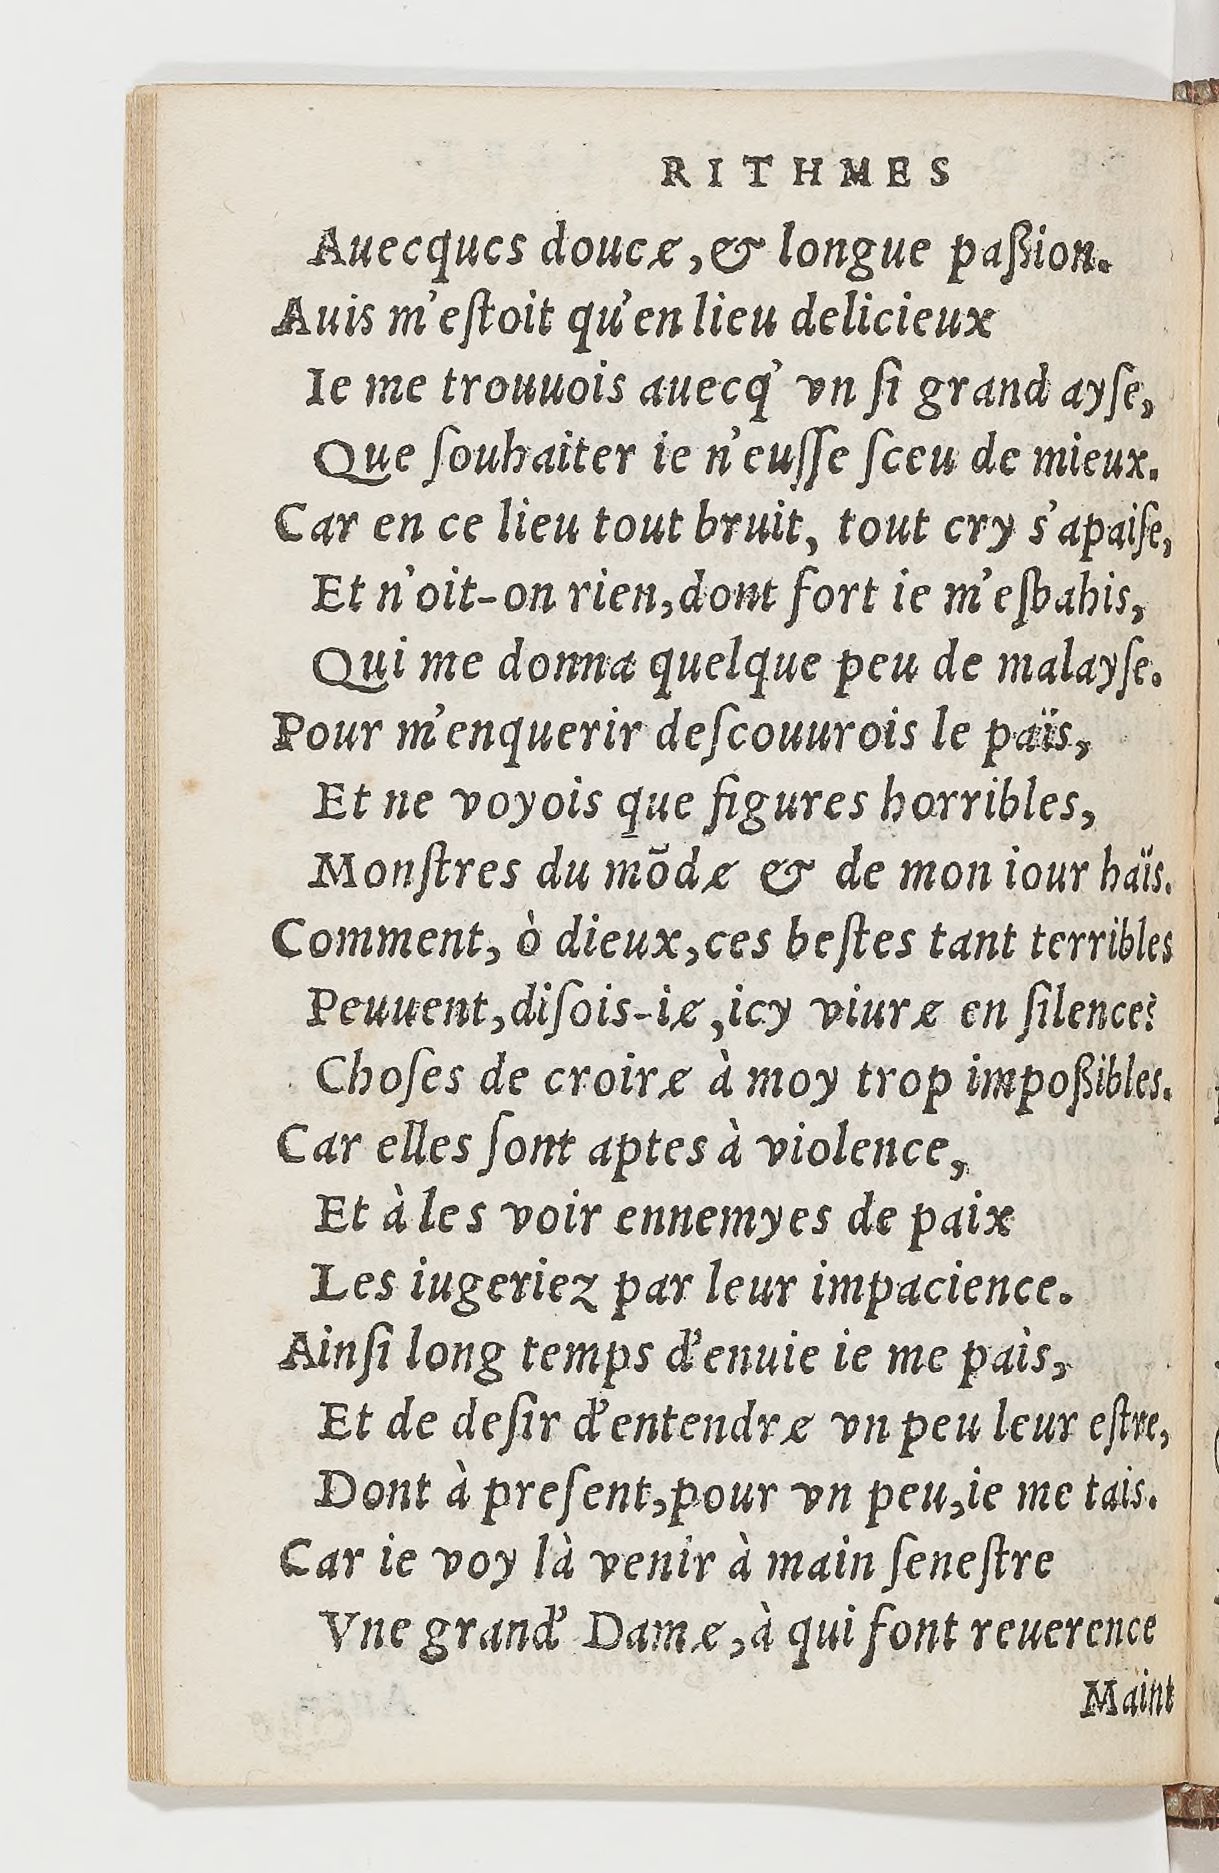 RITHMES
Auecques douce, & longue paßion.
Auis m'eſtoit qu'en lieu delicieux
Ie me trouuois auecq' vn ſi grand ayſe,
Que ſouhaiter ie n'euſſe ſceu de mieux.
Car en ce lieu tout bruit, tout cry s'apaiſe,
Et n'oit-on rien, dont fort ie m'eſbahis,
Qui me donna quelque peu de malayſe.
Pour m'enquerir deſcouurois le païs,
Et ne voyois que figures horribles,
Monſtres du mõde & de mon iour haïs.
Comment, ò dieux, ces beſtes tant terribles
Peuuent, diſois-ie, icy viure en ſilence?
Choſes de croire à moy trop impoßibles.
Car elles ſont aptes à violence,
Et à les voir ennemyes de paix
Les iugeriez par leur impacience.
Ainſi long temps d'enuie ie me pais,
Et de deſir d'entendre vn peu leur eſtre,
Dont à preſent, pour vn peu, ie me tais.
Car ie voy là venir à main ſeneſtre
Vne grand' Dame, à qui font reuerence
Maint